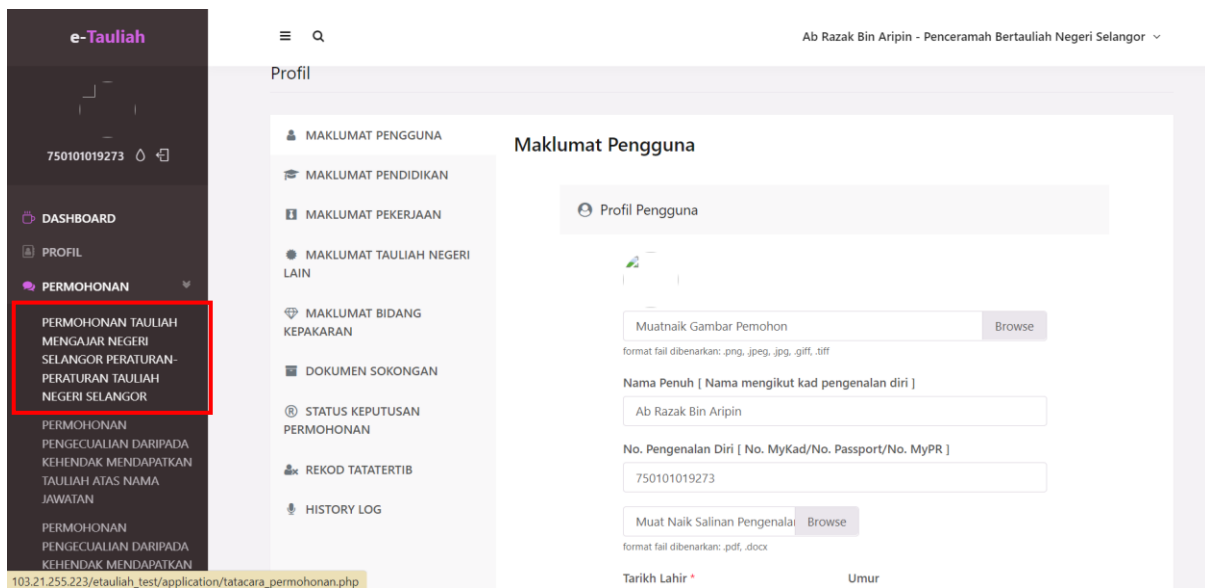 e-Tauliah
750101019273
DASHBOARD
PROFIL
PERMOHONAN
PERMOHONAN TAULIAH
MENGAJAR NEGERI
SELANGOR PERATURAN-
PERATURAN TAULIAH
NEGERI SELANGOR
PERMOHONAN
PENGECUALIAN DARIPADA
KEHENDAK MENDAPATKAN
TAULIAH ATAS NAMA
JAWATAN
PERMOHONAN
PENGECUALIAN DARIPADA
KEHENDAK MENDAPATKAN
103.21.255.223/etauliah_test/application/tatacara_permohonan.php
Ab Razak Bin Aripin - Penceramah Bertauliah Negeri Selangor
Profil
MAKLUMAT PENGGUNA
MAKLUMAT PENDIDIKAN
MAKLUMAT PEKERJAAN
MAKLUMAT TAULIAH NEGERI
LAIN
MAKLUMAT BIDANG
KEPAKARAN
DOKUMEN SOKONGAN
STATUS KEPUTUSAN
PERMOHONAN
REKOD TATATERTIB
HISTORY LOG
Maklumat Pengguna
Profil Pengguna
Muatnaik Gambar Pemohon Browse
format fail dibenarkan: .png, .jpeg, .jpg, .giff, .tiff
Nama Penuh [ Nama mengikut kad pengenalan diri ]
Ab Razak Bin Aripin
No. Pengenalan Diri [ No. MyKad/No. Passport/No. MyPR ]
750101019273
Muat Naik Salinan Pengenala Browse
format fail dibenarkan: .pdf, .docx
Tarikh Lahir * Umur